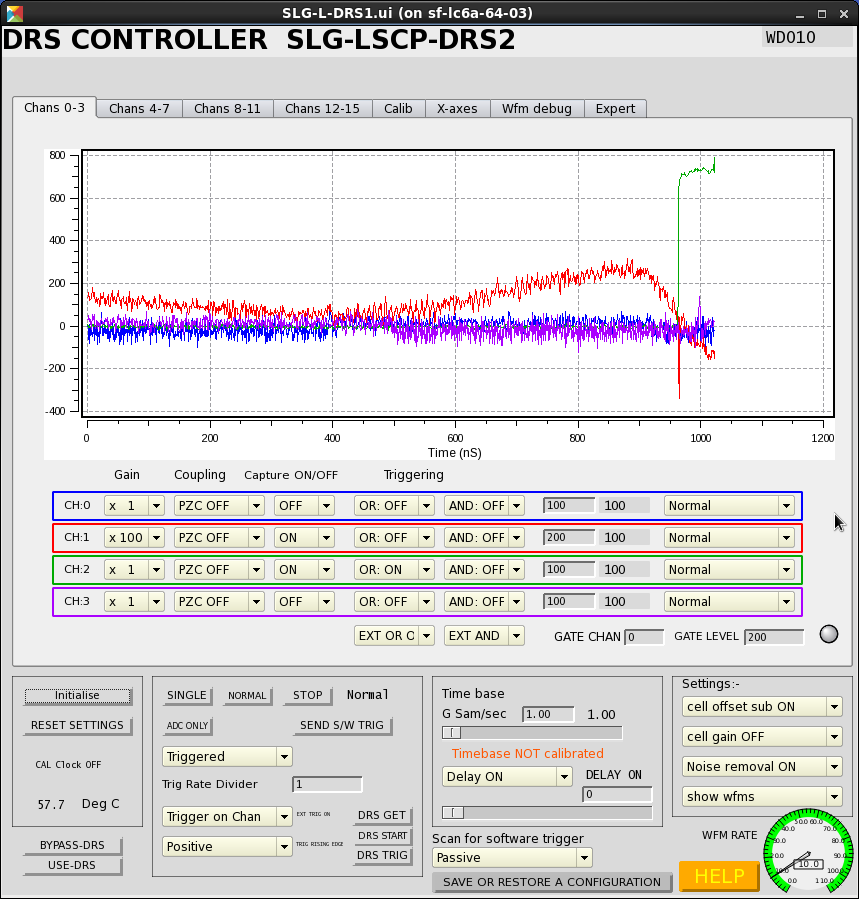 SLG-L-DRS1.ui (on sf-lc6a-64-03)
DRS CONTROLLER SLG-LSCP-DRS2
WD010
Chans 0-3 Chans 4-7 Chans 8-11 Chans 12-15 Calib X-axes Wfm debug Expert
800
600
400
200
0
-200
-400
0 200 400 600 800 1000 1200
Time (nS)
Gain Coupling Capture ON/OFF Triggering
CH:0 x 1 PZC OFF OFF OR: OFF AND: OFF 100 100 Normal
CH:1 x 100 PZC OFF ON OR: OFF AND: OFF 200 100 Normal
CH:2 x 1 PZC OFF ON OR: ON AND: OFF 100 100 Normal
CH:3 x 1 PZC OFF OFF OR: OFF AND: OFF 100 100 Normal
EXT OR O EXT AND GATE CHAN 0 GATE LEVEL 200
Initialise
RESET SETTINGS
CAL Clock OFF
57.7 Deg C
BYPASS-DRS
USE-DRS
SINGLE NORMAL STOP Normal
ADC ONLY SEND S/W TRIG
Triggered
Trig Rate Divider 1
Trigger on Chan EXT TRIG ON DRS GET
DRS START
Positive TRIG RISING EDGE
DRS TRIG
Time base
G Sam/sec 1.00 1.00
Timebase NOT calibrated
Delay ON DELAY ON
0
Scan for software trigger
Passive
SAVE OR RESTORE A CONFIGURATION
Settings:-
cell offset sub ON
cell gain OFF
Noise removal ON
show wfms
WFM RATE
HELP
0.0 10.0 20.0 30.0 40.0 50.0 60.0 70.0 80.0 90.0 100.0 110.0
10.0